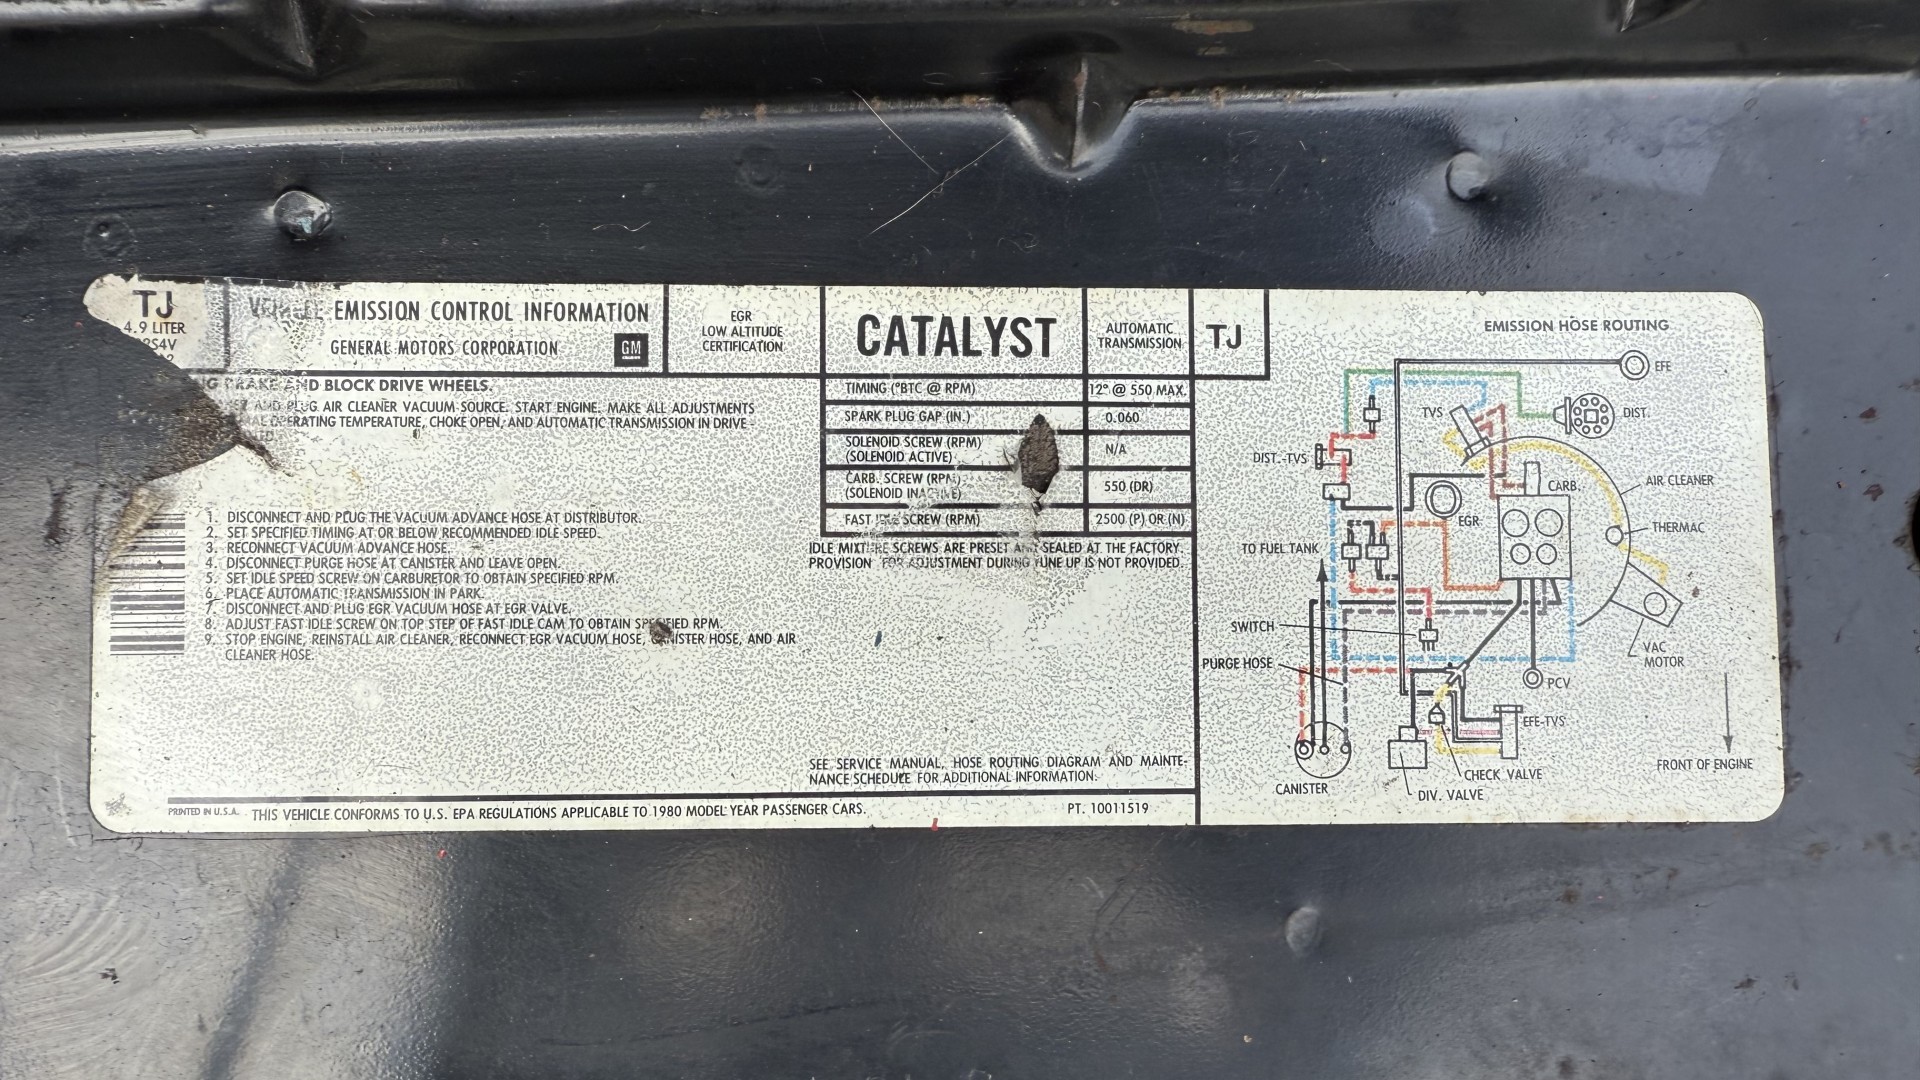 TJ
4.9 LITER
VEHICLE EMISSION CONTROL INFORMATION
GENERAL MOTORS CORPORATION
GM
EGR
LOW ALTITUDE
CERTIFICATION
CATALYST
AUTOMATIC
TRANSMISSION
TJ
BRAKE AND BLOCK DRIVE WHEELS.
AND PLUG AIR CLEANER VACUUM SOURCE. START ENGINE. MAKE ALL ADJUSTMENTS
OPERATING TEMPERATURE, CHOKE OPEN, AND AUTOMATIC TRANSMISSION IN DRIVE
1. DISCONNECT AND PLUG THE VACUUM ADVANCE HOSE AT DISTRIBUTOR.
2. SET SPECIFIED TIMING AT OR BELOW RECOMMENDED IDLE SPEED.
3. RECONNECT VACUUM ADVANCE HOSE.
4. DISCONNECT PURGE HOSE AT CANISTER AND LEAVE OPEN.
5. SET IDLE SPEED SCREW ON CARBURETOR TO OBTAIN SPECIFIED RPM.
6. PLACE AUTOMATIC TRANSMISSION IN PARK.
7. DISCONNECT AND PLUG EGR VACUUM HOSE AT EGR VALVE.
8. ADJUST FAST IDLE SCREW ON TOP STEP OF FAST IDLE CAM TO OBTAIN SPECIFIED RPM.
9. STOP ENGINE, REINSTALL AIR CLEANER, RECONNECT EGR VACUUM HOSE, CANISTER HOSE, AND AIR
CLEANER HOSE.
TIMING (°BTC @ RPM) 12° @ 550 MAX.
SPARK PLUG GAP (IN.) 0.060
SOLENOID SCREW (RPM)
(SOLENOID ACTIVE) N/A
CARB. SCREW (RPM)
(SOLENOID INACTIVE) 550 (DR)
FAST IDLE SCREW (RPM) 2500 (P) OR (N)
IDLE MIXTURE SCREWS ARE PRESET AND SEALED AT THE FACTORY.
PROVISION FOR ADJUSTMENT DURING TUNE UP IS NOT PROVIDED.
SEE SERVICE MANUAL, HOSE ROUTING DIAGRAM AND MAINTE-
NANCE SCHEDULE FOR ADDITIONAL INFORMATION.
PRINTED IN U.S.A. THIS VEHICLE CONFORMS TO U.S. EPA REGULATIONS APPLICABLE TO 1980 MODEL YEAR PASSENGER CARS. PT. 10011519
EMISSION HOSE ROUTING
EFE
TVS
DIST.
DIST.-TVS
CARB.
AIR CLEANER
EGR
THERMAC
TO FUEL TANK
SWITCH
PURGE HOSE
VAC
MOTOR
PCV
EFE-TVS
CHECK VALVE
FRONT OF ENGINE
CANISTER
DIV. VALVE